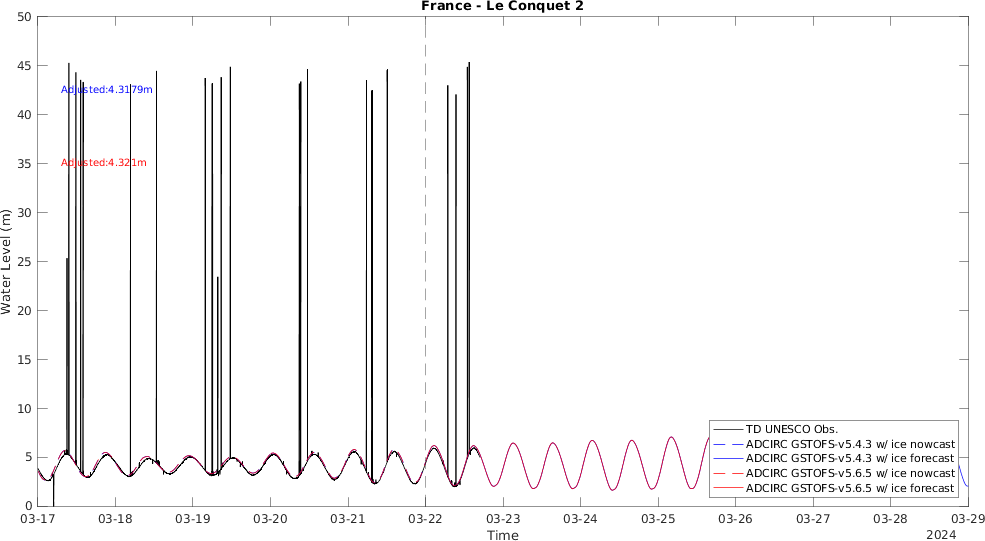 France - Le Conquet 2
50
45
40
35
30
25
20
15
10
5
0
Water Level (m)
Adjusted:4.3179m
Adjusted:4.321m
TD UNESCO Obs.
ADCIRC GSTOFS-v5.4.3 w/ ice nowcast
ADCIRC GSTOFS-v5.4.3 w/ ice forecast
ADCIRC GSTOFS-v5.6.5 w/ ice nowcast
ADCIRC GSTOFS-v5.6.5 w/ ice forecast
03-17 03-18 03-19 03-20 03-21 03-22 03-23 03-24 03-25 03-26 03-27 03-28 03-29
Time
2024